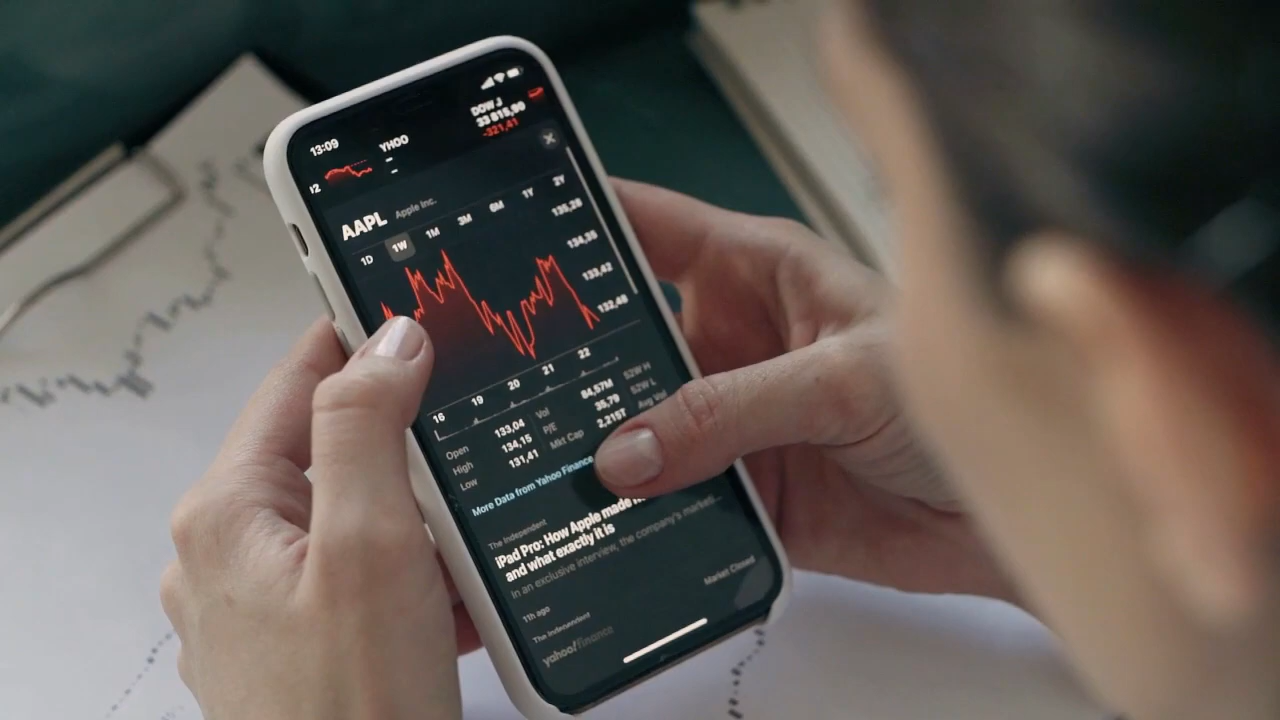 13:09
YHOO
DOW J
33 815,90
-321,41
AAPL Apple Inc.
1D 1W 1M 3M 6M 1Y 2Y
135,28
134,35
133,42
132,48
16 19 20 21 22
Open 133,04 Vol 84,57M 52W H
High 134,15 P/E 35,79 52W L
Low 131,41 Mkt Cap 2,215T Avg Vol
More Data from Yahoo Finance
The Independent
iPad Pro: How Apple made
and what exactly it is
In an exclusive interview, the company's marketi...
11h ago
The Independent
yahoo!finance
Market Closed